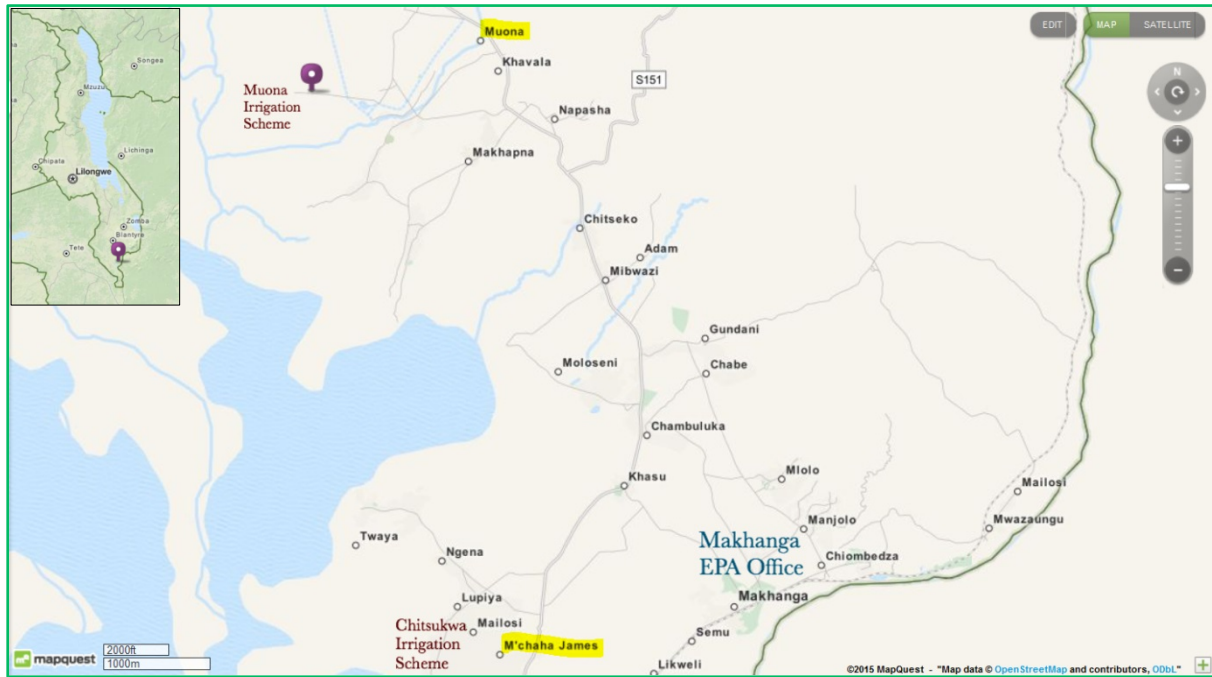 Songea
Mzuzu
Lichinga
Chipata
Lilongwe
Zomba
Blantyre
Tete
Muona
Khavala
EDIT
MAP
SATELLITE
N
S151
Muona
Irrigation
Scheme
Napasha
Makhapna
Chitseko
Adam
Mibwazi
Gundani
Moloseni
Chabe
Chambuluka
Khasu
Mlolo
Mailosi
Manjolo
Mwazaungu
Twaya
Ngena
Makhanga
EPA Office
Chiombedza
Lupiya
Makhanga
Chitsukwa
Irrigation
Scheme
Mailosi
M'chaha James
Semu
Likweli
mapquest
2000ft
1000m
©2015 MapQuest - "Map data © OpenStreetMap and contributors, ODbL"